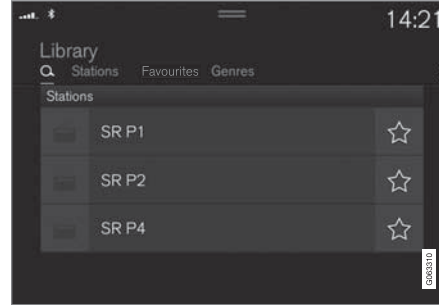 14:21
Library
Stations Favourites Genres
Stations
SR P1
SR P2
SR P4
G063310